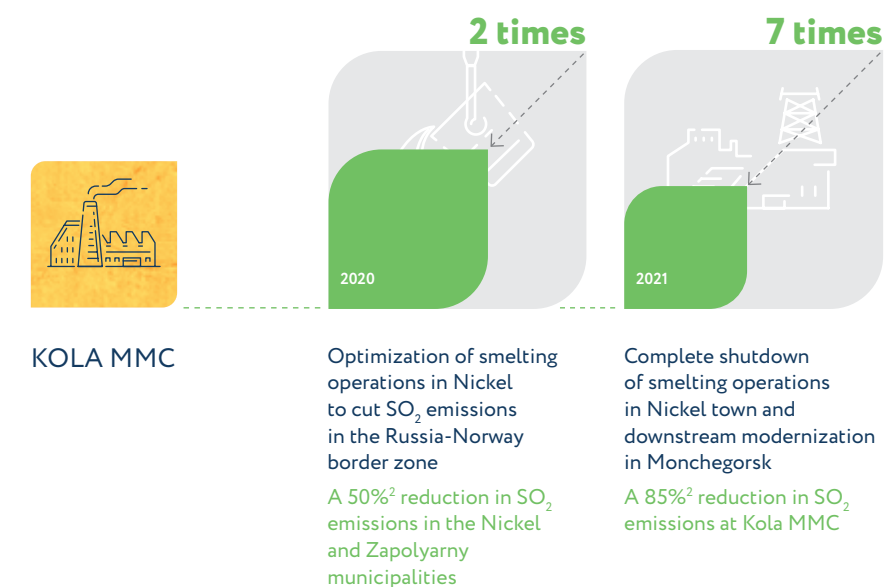 2 times
7 times
2020
2021
KOLA MMC
Optimization of smelting
operations in Nickel
to cut SO₂ emissions
in the Russia-Norway
border zone
A 50%² reduction in SO₂
emissions in the Nickel
and Zapolyarny
municipalities
Complete shutdown
of smelting operations
in Nickel town and
downstream modernization
in Monchegorsk
A 85%² reduction in SO₂
emissions at Kola MMC